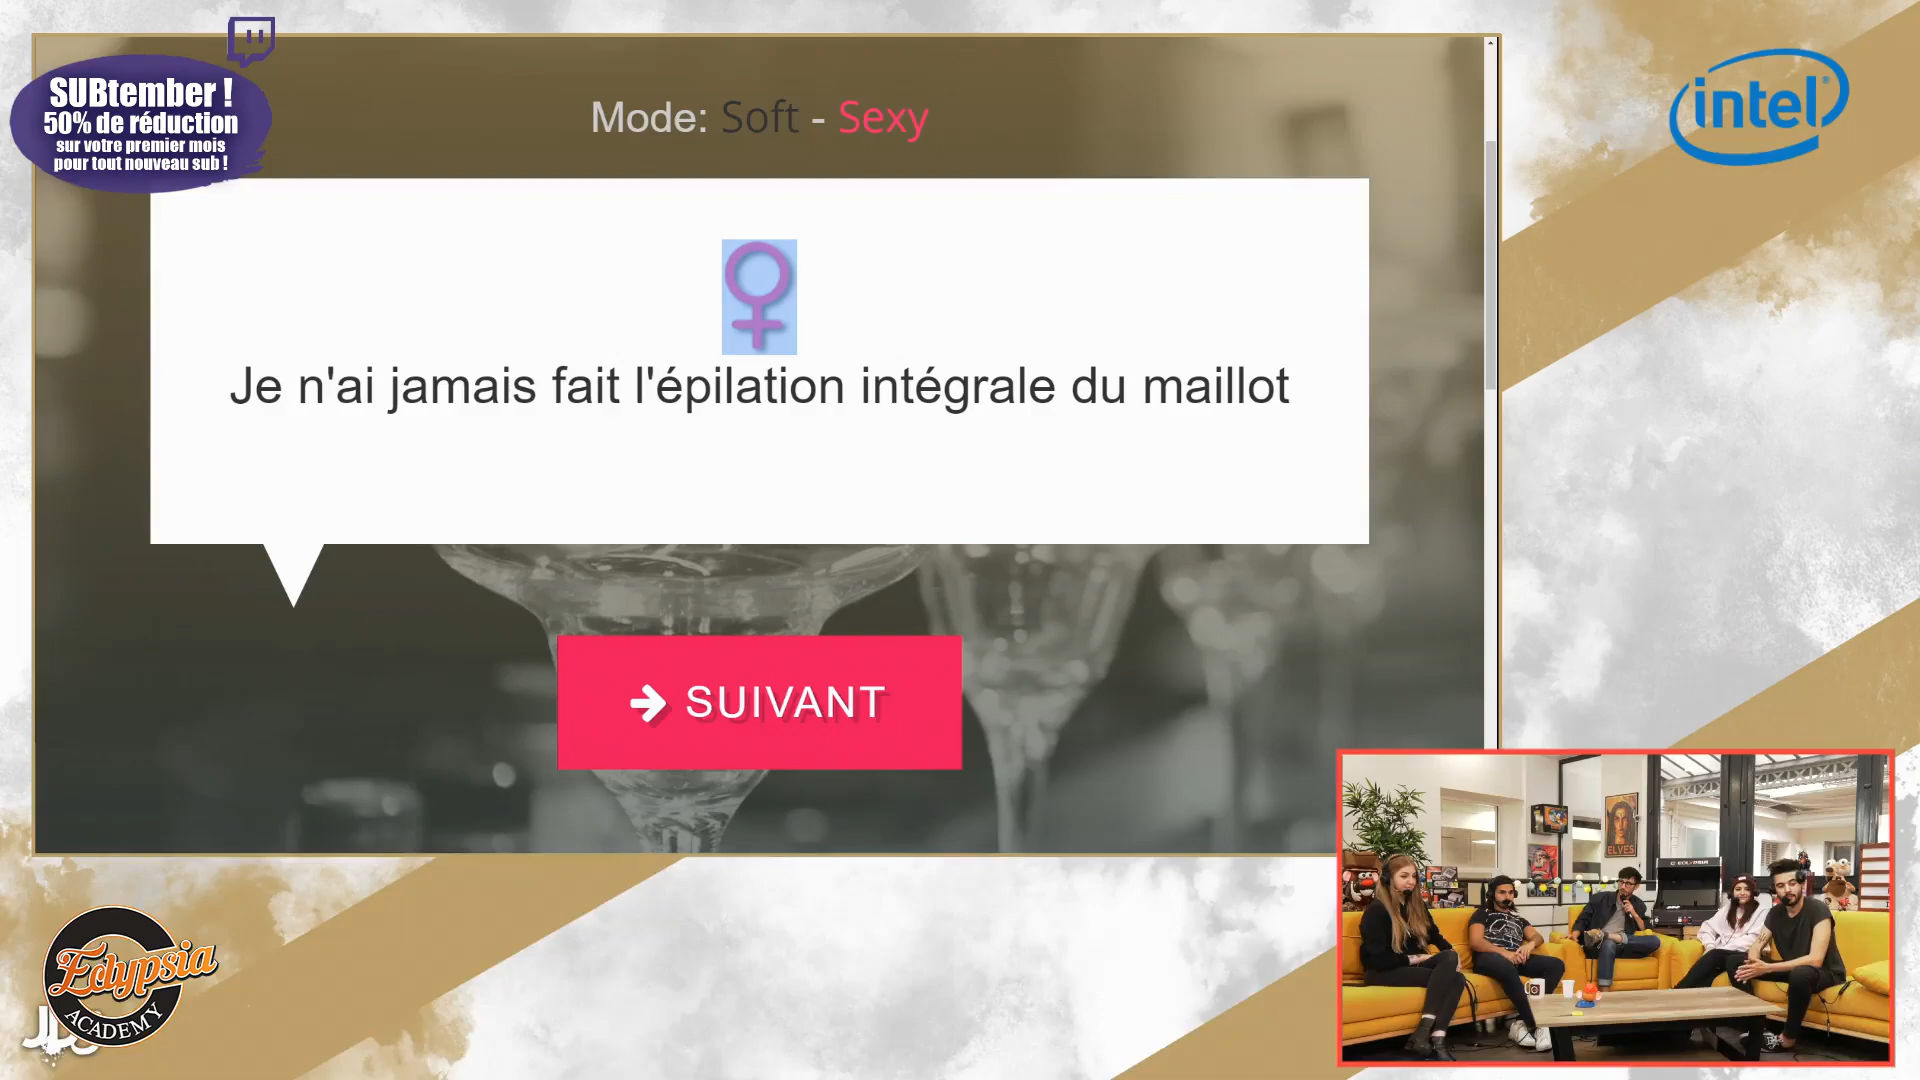 SUBtember !
50% de réduction
sur votre premier mois
pour tout nouveau sub !
Mode: Soft - Sexy
intel
Je n'ai jamais fait l'épilation intégrale du maillot
SUIVANT
ELVES
Eclypsia
ACADEMY